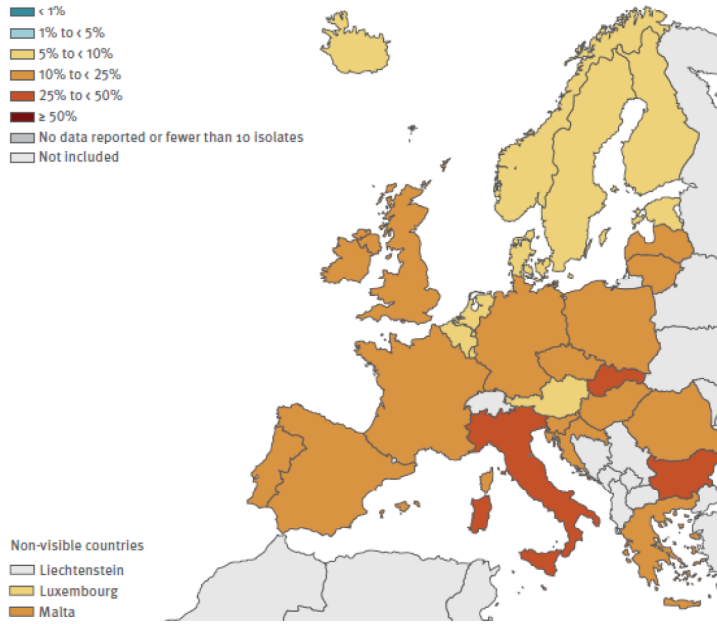 < 1%
1% to < 5%
5% to < 10%
10% to < 25%
25% to < 50%
≥ 50%
No data reported or fewer than 10 isolates
Not included
Non-visible countries
Liechtenstein
Luxembourg
Malta